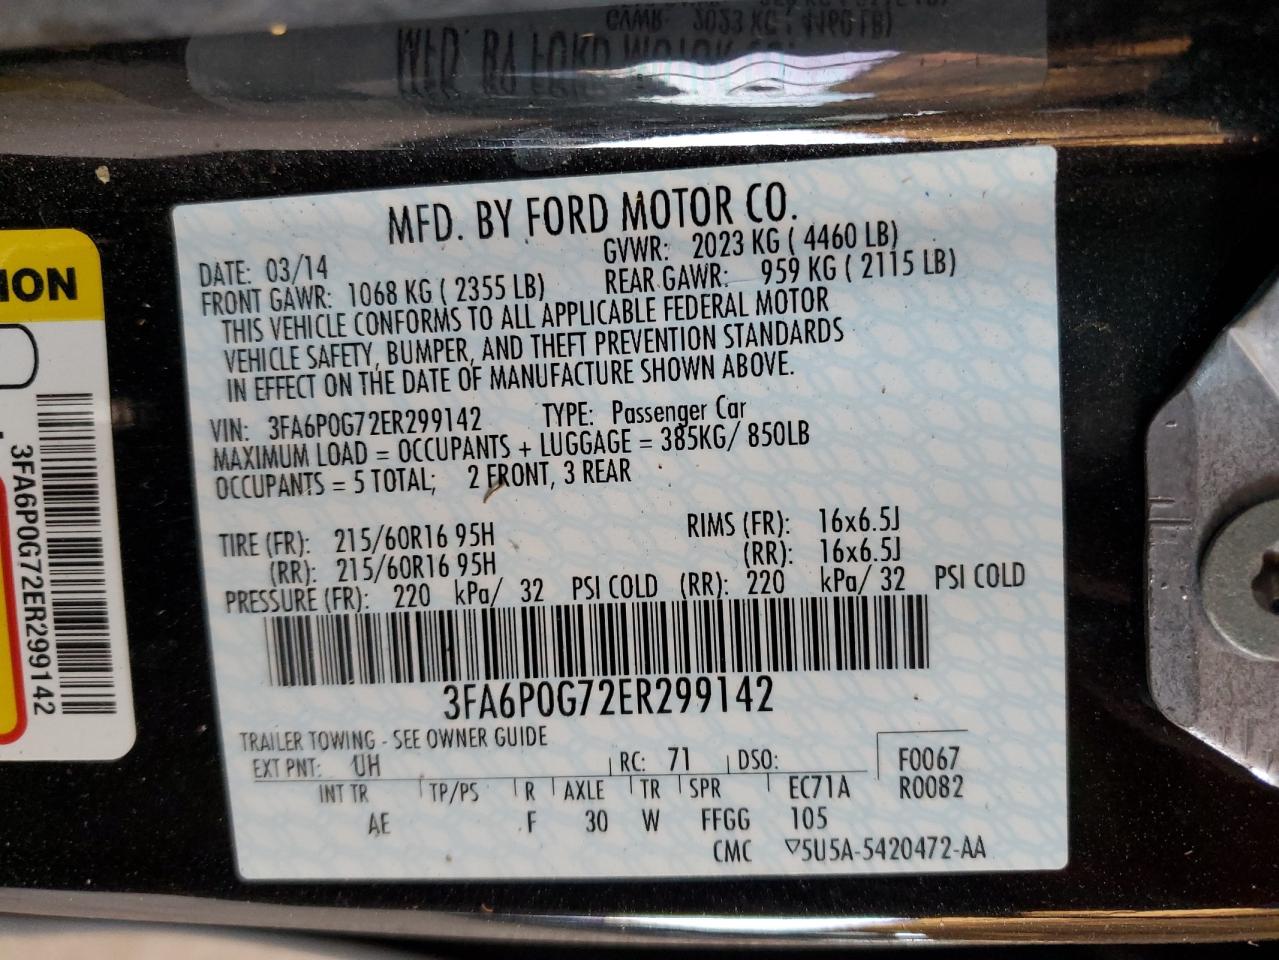 MFD. BY FORD MOTOR CO.
DATE: 03/14 GVWR: 2023 KG ( 4460 LB)
FRONT GAWR: 1068 KG ( 2355 LB) REAR GAWR: 959 KG ( 2115 LB)
THIS VEHICLE CONFORMS TO ALL APPLICABLE FEDERAL MOTOR
VEHICLE SAFETY, BUMPER, AND THEFT PREVENTION STANDARDS
IN EFFECT ON THE DATE OF MANUFACTURE SHOWN ABOVE.
VIN: 3FA6P0G72ER299142 TYPE: Passenger Car
MAXIMUM LOAD = OCCUPANTS + LUGGAGE = 385KG/ 850LB
OCCUPANTS = 5 TOTAL; 2 FRONT, 3 REAR
TIRE (FR): 215/60R16 95H RIMS (FR): 16x6.5J
(RR): 215/60R16 95H (RR): 16x6.5J
PRESSURE (FR): 220 kPa/ 32 PSI COLD (RR): 220 kPa/ 32 PSI COLD
3FA6P0G72ER299142
TRAILER TOWING - SEE OWNER GUIDE
EXT PNT: UH RC: 71 DSO: F0067
INT TR TP/PS R AXLE TR SPR EC71A R0082
AE F 30 W FFGG 105
CMC ▽5U5A-5420472-AA
ION
3FA6P0G72ER299142